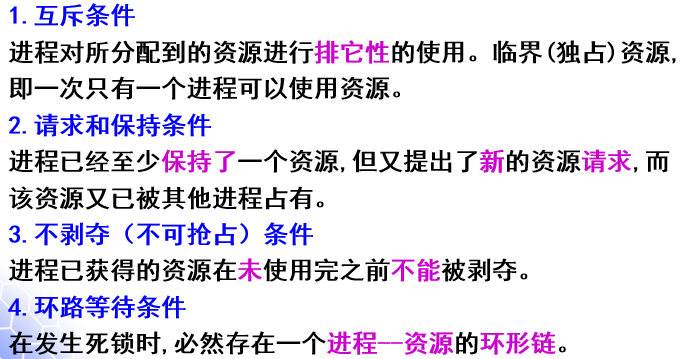 1.互斥条件
进程对所分配到的资源进行排它性的使用。临界(独占)资源,
即一次只有一个进程可以使用资源。
2.请求和保持条件
进程已经至少保持了一个资源,但又提出了新的资源请求,而
该资源又已被其他进程占有。
3.不剥夺（不可抢占）条件
进程已获得的资源在未使用完之前不能被剥夺。
4.环路等待条件
在发生死锁时,必然存在一个进程--资源的环形链。